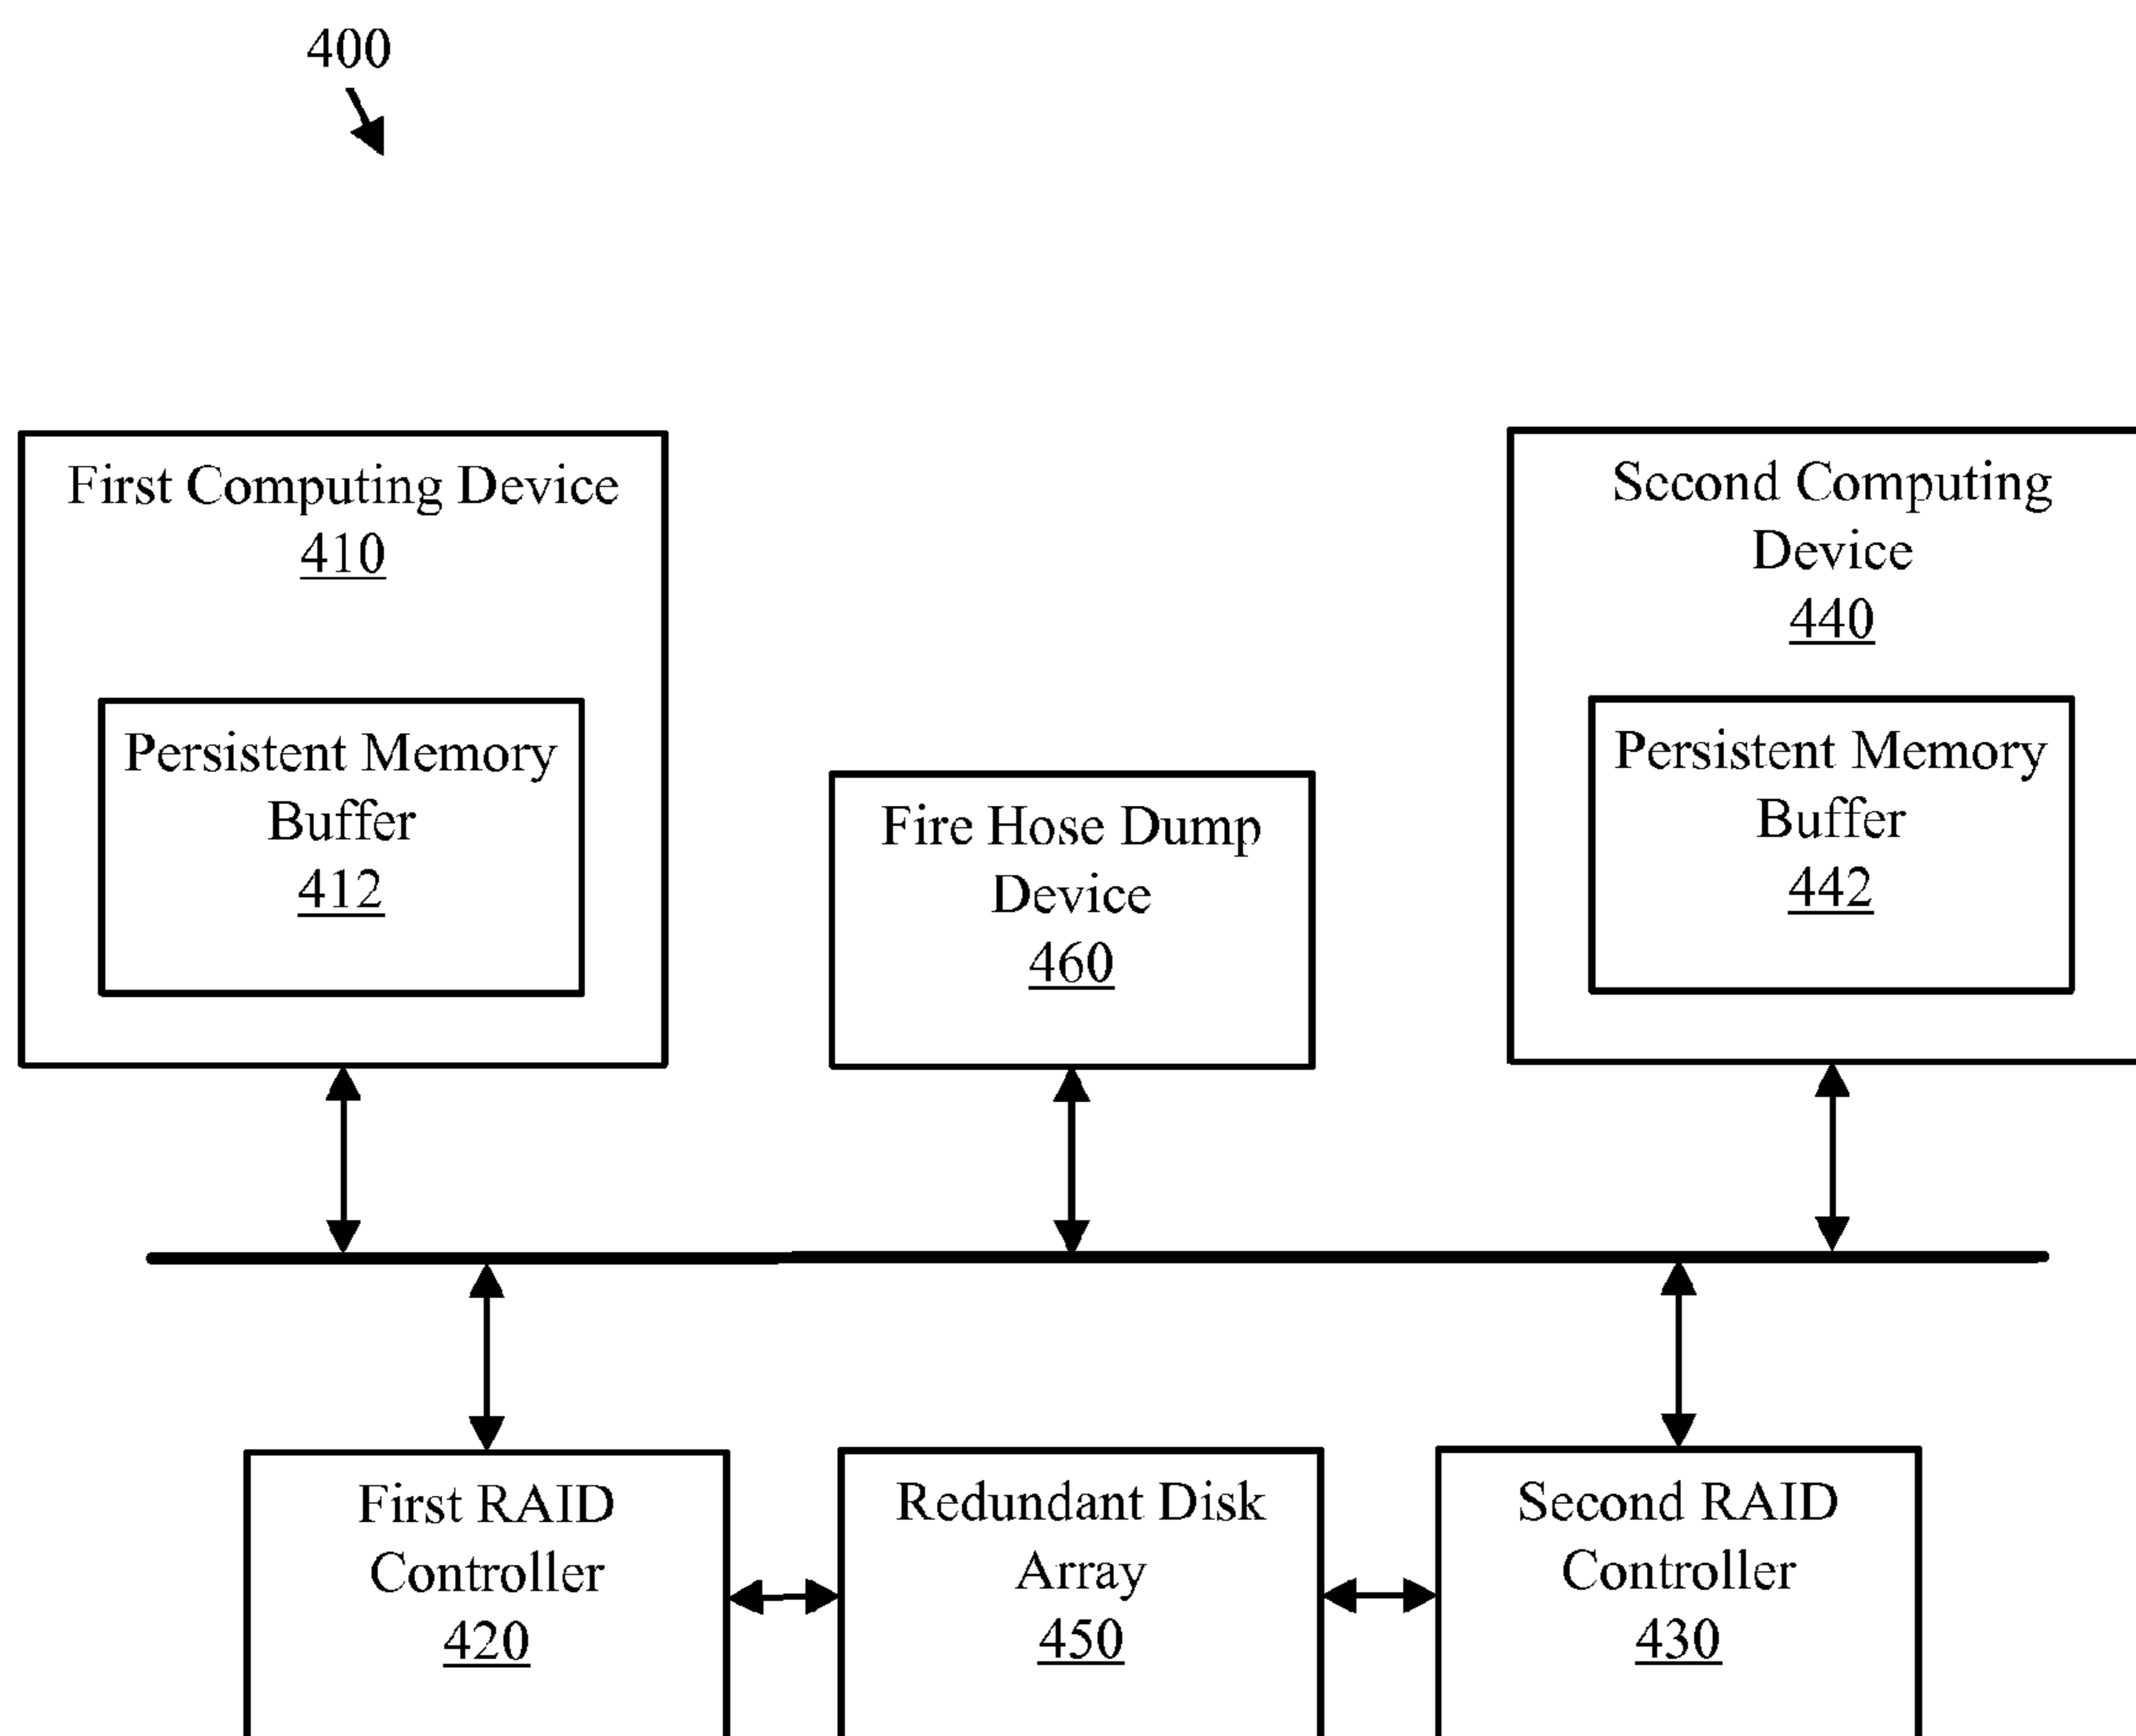 400
First Computing Device
410
Persistent Memory
Buffer
412
Fire Hose Dump
Device
460
Second Computing
Device
440
Persistent Memory
Buffer
442
First RAID
Controller
420
Redundant Disk
Array
450
Second RAID
Controller
430